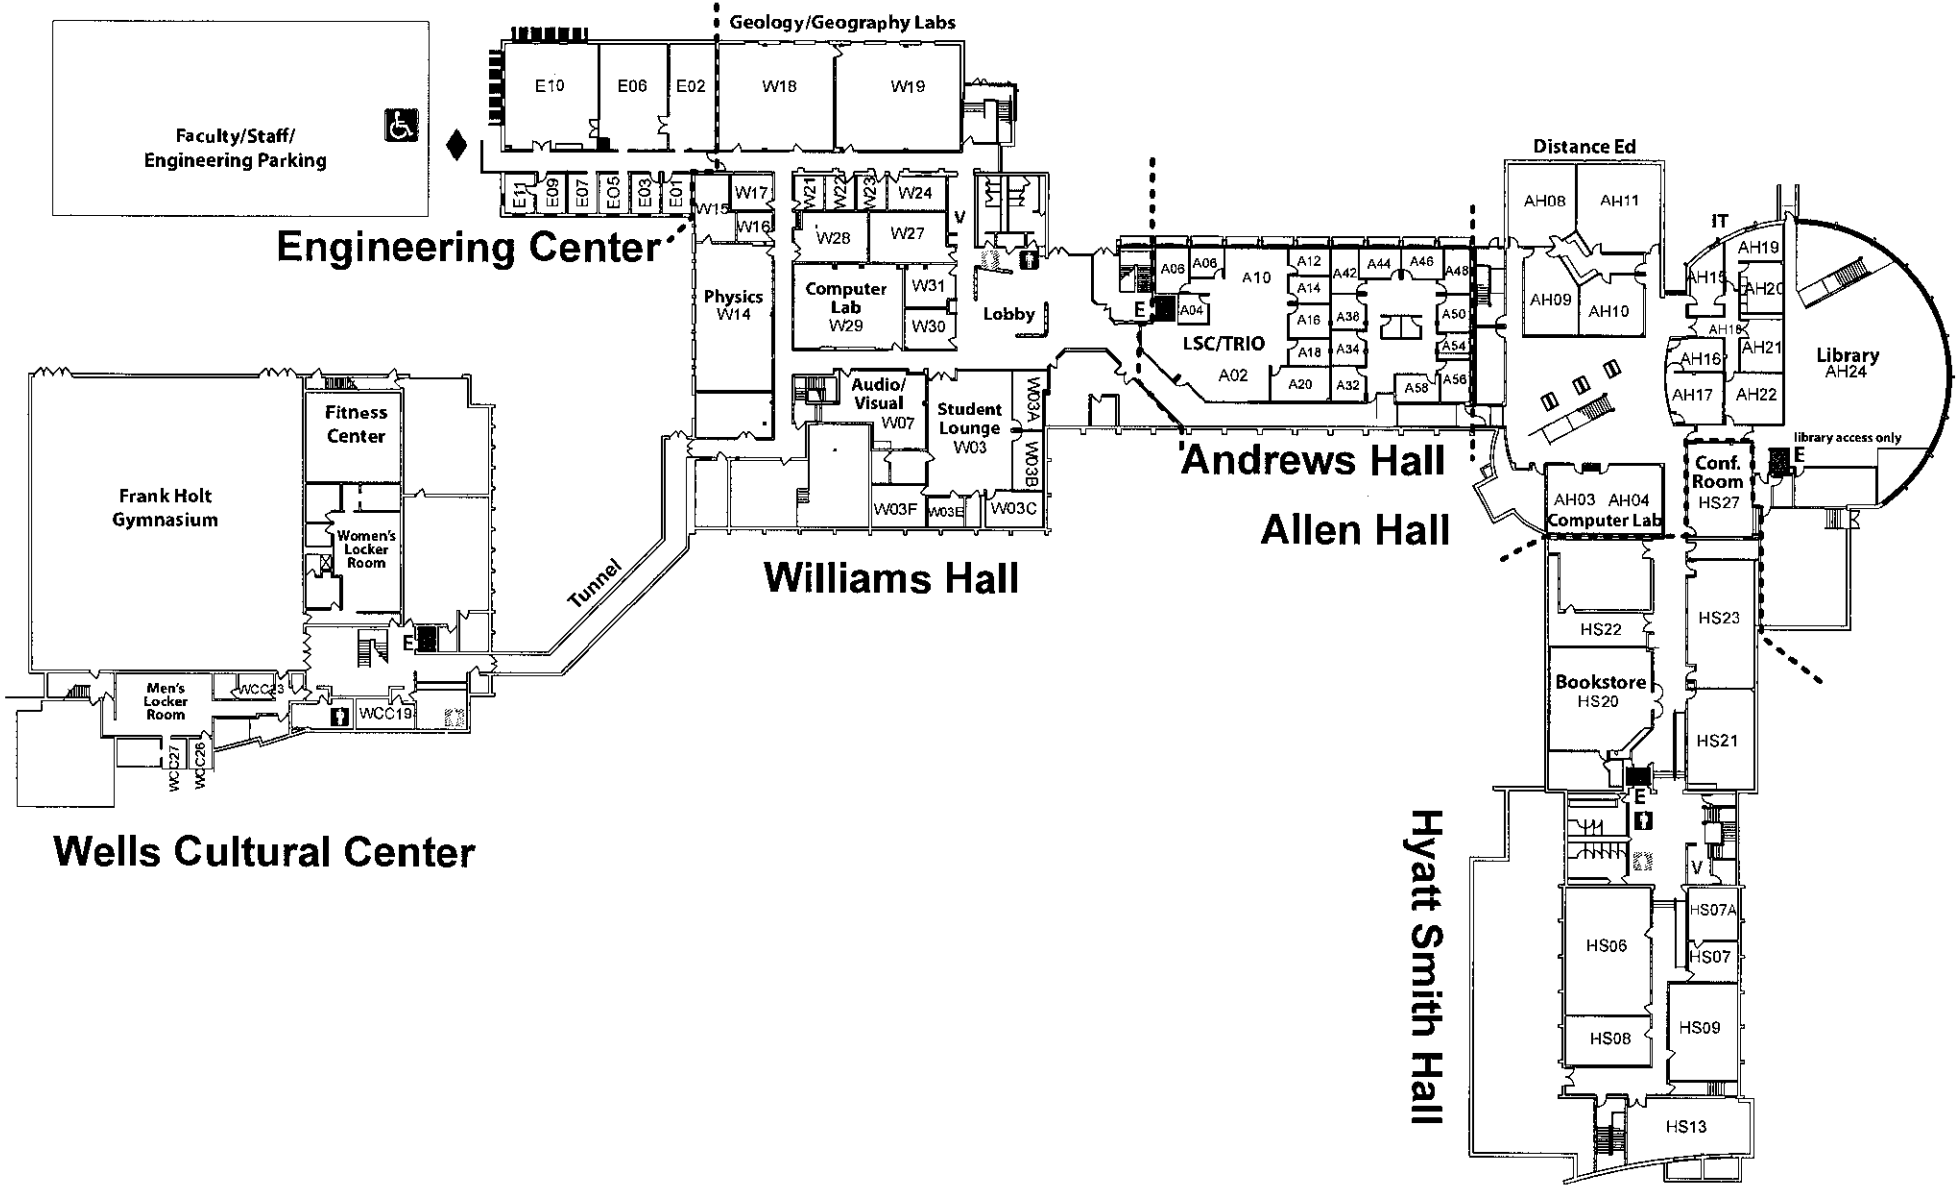 Geology/Geography Labs
E10
E06
E02
W18
W19
Faculty/Staff/
Engineering Parking
E11
E09
E07
EO5
E03
E01
W15
W17
W16
W21
W22
W23
W24
V
W28
W27
Engineering Center
Physics
W14
Computer
Lab
W29
W31
W30
Lobby
Distance Ed
AH08
AH11
AH09
AH10
IT
AH19
AH15
AH20
AH18
AH16
AH21
AH17
AH22
Library
AH24
library access only
E
E
A06
A06
A10
A12
A14
A04
A16
A18
A20
LSC/TRIO
A02
A42
A44
A46
A48
A38
A50
A34
A54
A32
A58
A56
Andrews Hall
Allen Hall
Audio/
Visual
W07
Student
Lounge
W03
W03A
W03B
W03C
W03E
W03F
Williams Hall
Tunnel
Frank Holt
Gymnasium
Fitness
Center
Women's
Locker
Room
E
Men's
Locker
Room
WCC23
WCC19
WCC27
WCC26
Wells Cultural Center
AH03 AH04
Computer Lab
Conf.
Room
HS27
HS22
HS23
Bookstore
HS20
HS21
E
V
HS07A
HS06
HS07
HS08
HS09
HS13
Hyatt Smith Hall